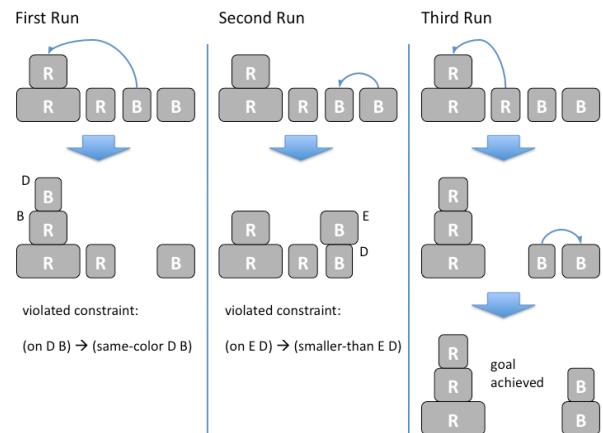 First Run
Second Run
Third Run
R
R R B B
R
R R B B
R
R R B B
D
B
B R
R R B
R B E
R R B D
R
R
R B B
violated constraint:
(on D B) → (same-color D B)
violated constraint:
(on E D) → (smaller-than E D)
R
R B
R B
goal
achieved